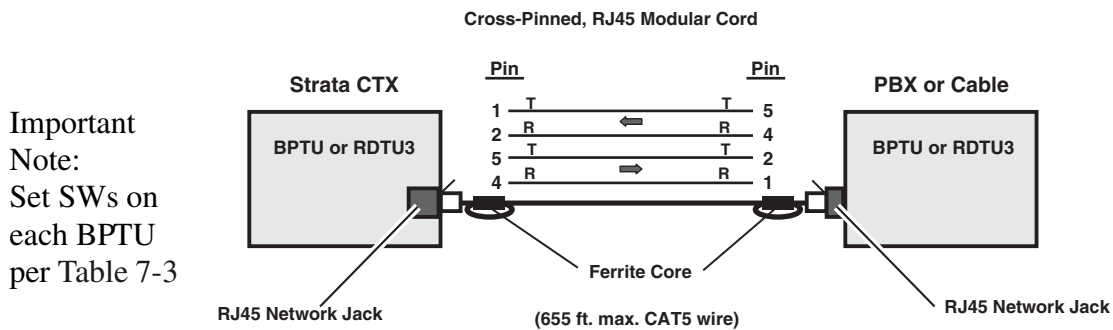 Cross-Pinned, RJ45 Modular Cord
Pin Pin
Strata CTX PBX or Cable
1 T T 5
2 R R 4
5 T T 2
4 R R 1
BPTU or RDTU3 BPTU or RDTU3
Important
Note:
Set SWs on
each BPTU
per Table 7-3
Ferrite Core
RJ45 Network Jack RJ45 Network Jack
(655 ft. max. CAT5 wire)